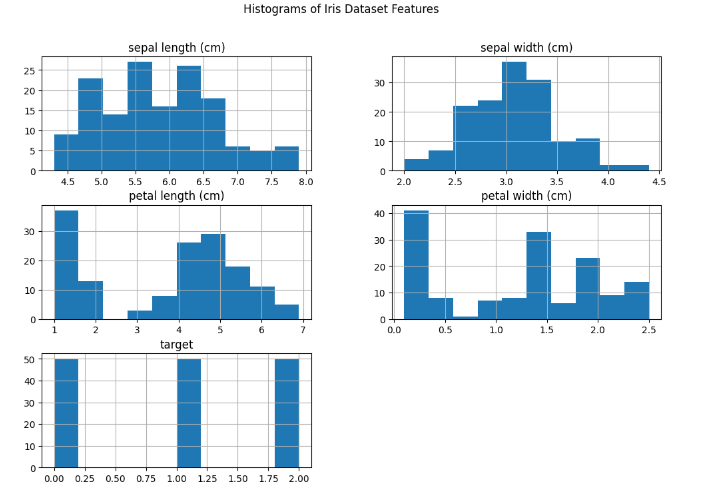 Histograms of Iris Dataset Features
sepal length (cm)
25
20
15
10
5
0
4.5 5.0 5.5 6.0 6.5 7.0 7.5 8.0
sepal width (cm)
30
20
10
0
2.0 2.5 3.0 3.5 4.0 4.5
petal length (cm)
30
20
10
0
1 2 3 4 5 6 7
petal width (cm)
40
30
20
10
0
0.0 0.5 1.0 1.5 2.0 2.5
target
50
40
30
20
10
0
0.00 0.25 0.50 0.75 1.00 1.25 1.50 1.75 2.00